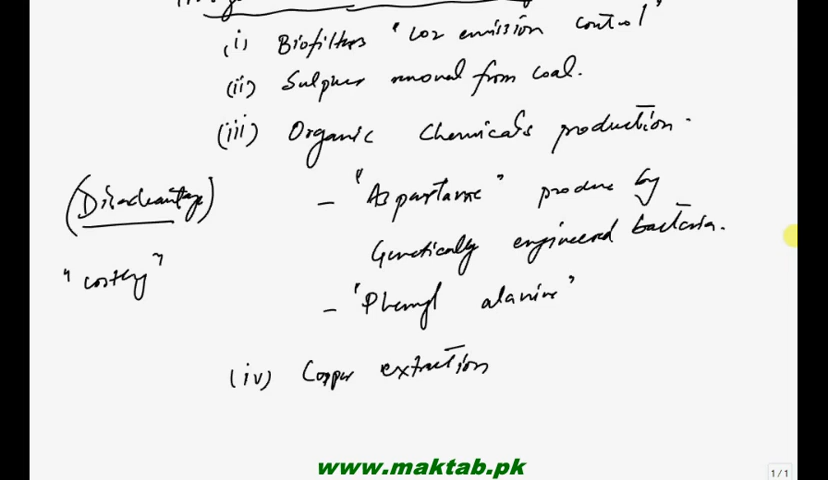 (i) Biofilters "CO2 emission control"
(ii) Sulphur removal from coal.
(iii) Organic Chemicals production.
(Disadvantage)
- "Aspartame" produce by
Genetically engineered bacteria.
"costly"
- "Phenyl alanine"
(iv) Copper extraction
www.maktab.pk
1/1